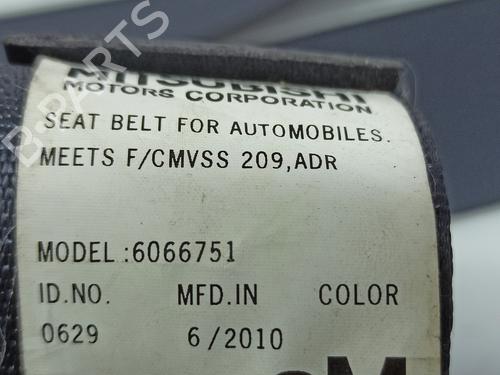 MITSUBISHI
MOTORS CORPORATION
SEAT BELT FOR AUTOMOBILES.
MEETS F/CMVSS 209,ADR
MODEL:6066751
ID.NO. MFD.IN COLOR
0629 6/2010
B-PARTS